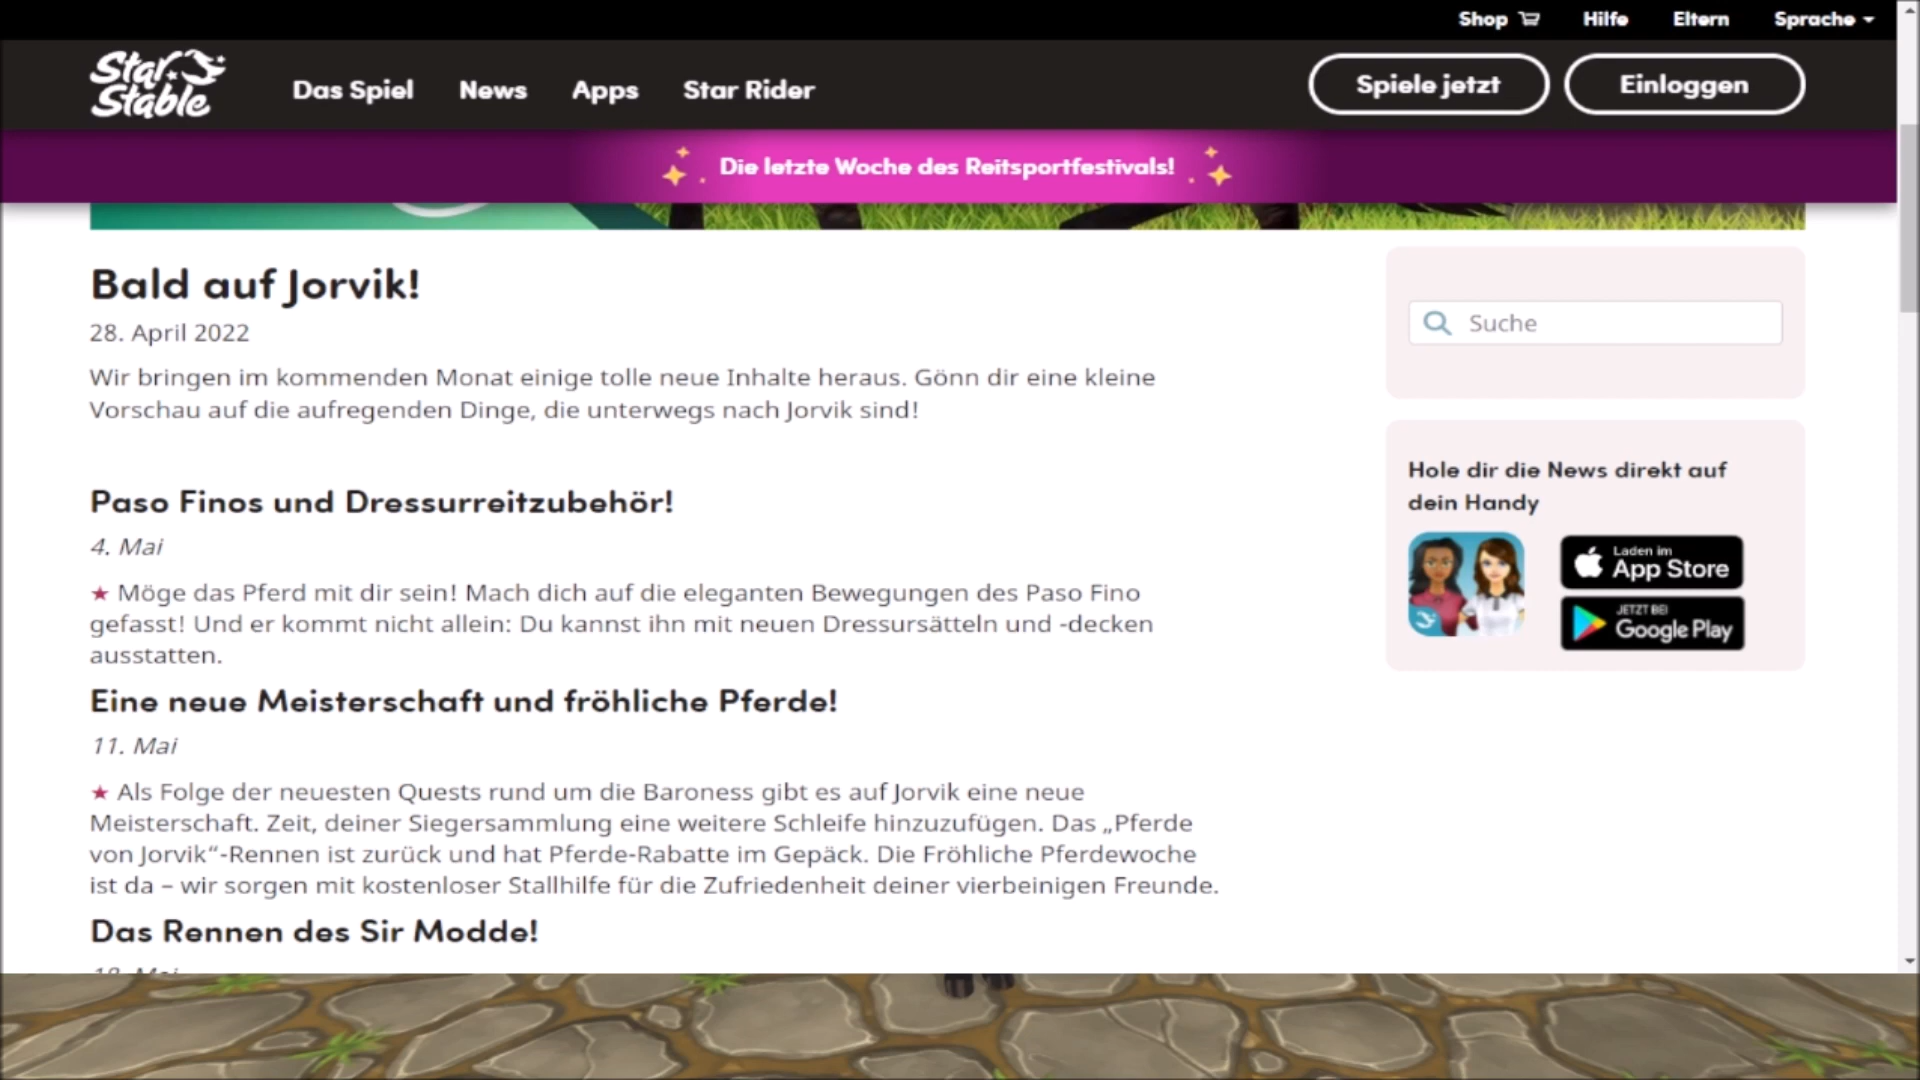 Shop
Hilfe
Eltern
Sprache
Star
Stable
Das Spiel
News
Apps
Star Rider
Spiele jetzt
Einloggen
Die letzte Woche des Reitsportfestivals!
Bald auf Jorvik!
28. April 2022
Wir bringen im kommenden Monat einige tolle neue Inhalte heraus. Gönn dir eine kleine
Vorschau auf die aufregenden Dinge, die unterwegs nach Jorvik sind!
Paso Finos und Dressurreitzubehör!
4. Mai
★ Möge das Pferd mit dir sein! Mach dich auf die eleganten Bewegungen des Paso Fino
gefasst! Und er kommt nicht allein: Du kannst ihn mit neuen Dressursätteln und -decken
ausstatten.
Eine neue Meisterschaft und fröhliche Pferde!
11. Mai
★ Als Folge der neuesten Quests rund um die Baroness gibt es auf Jorvik eine neue
Meisterschaft. Zeit, deiner Siegersammlung eine weitere Schleife hinzuzufügen. Das „Pferde
von Jorvik“-Rennen ist zurück und hat Pferde-Rabatte im Gepäck. Die Fröhliche Pferdewoche
ist da – wir sorgen mit kostenloser Stallhilfe für die Zufriedenheit deiner vierbeinigen Freunde.
Das Rennen des Sir Modde!
Suche
Hole dir die News direkt auf
dein Handy
Laden im
App Store
JETZT BEI
Google Play